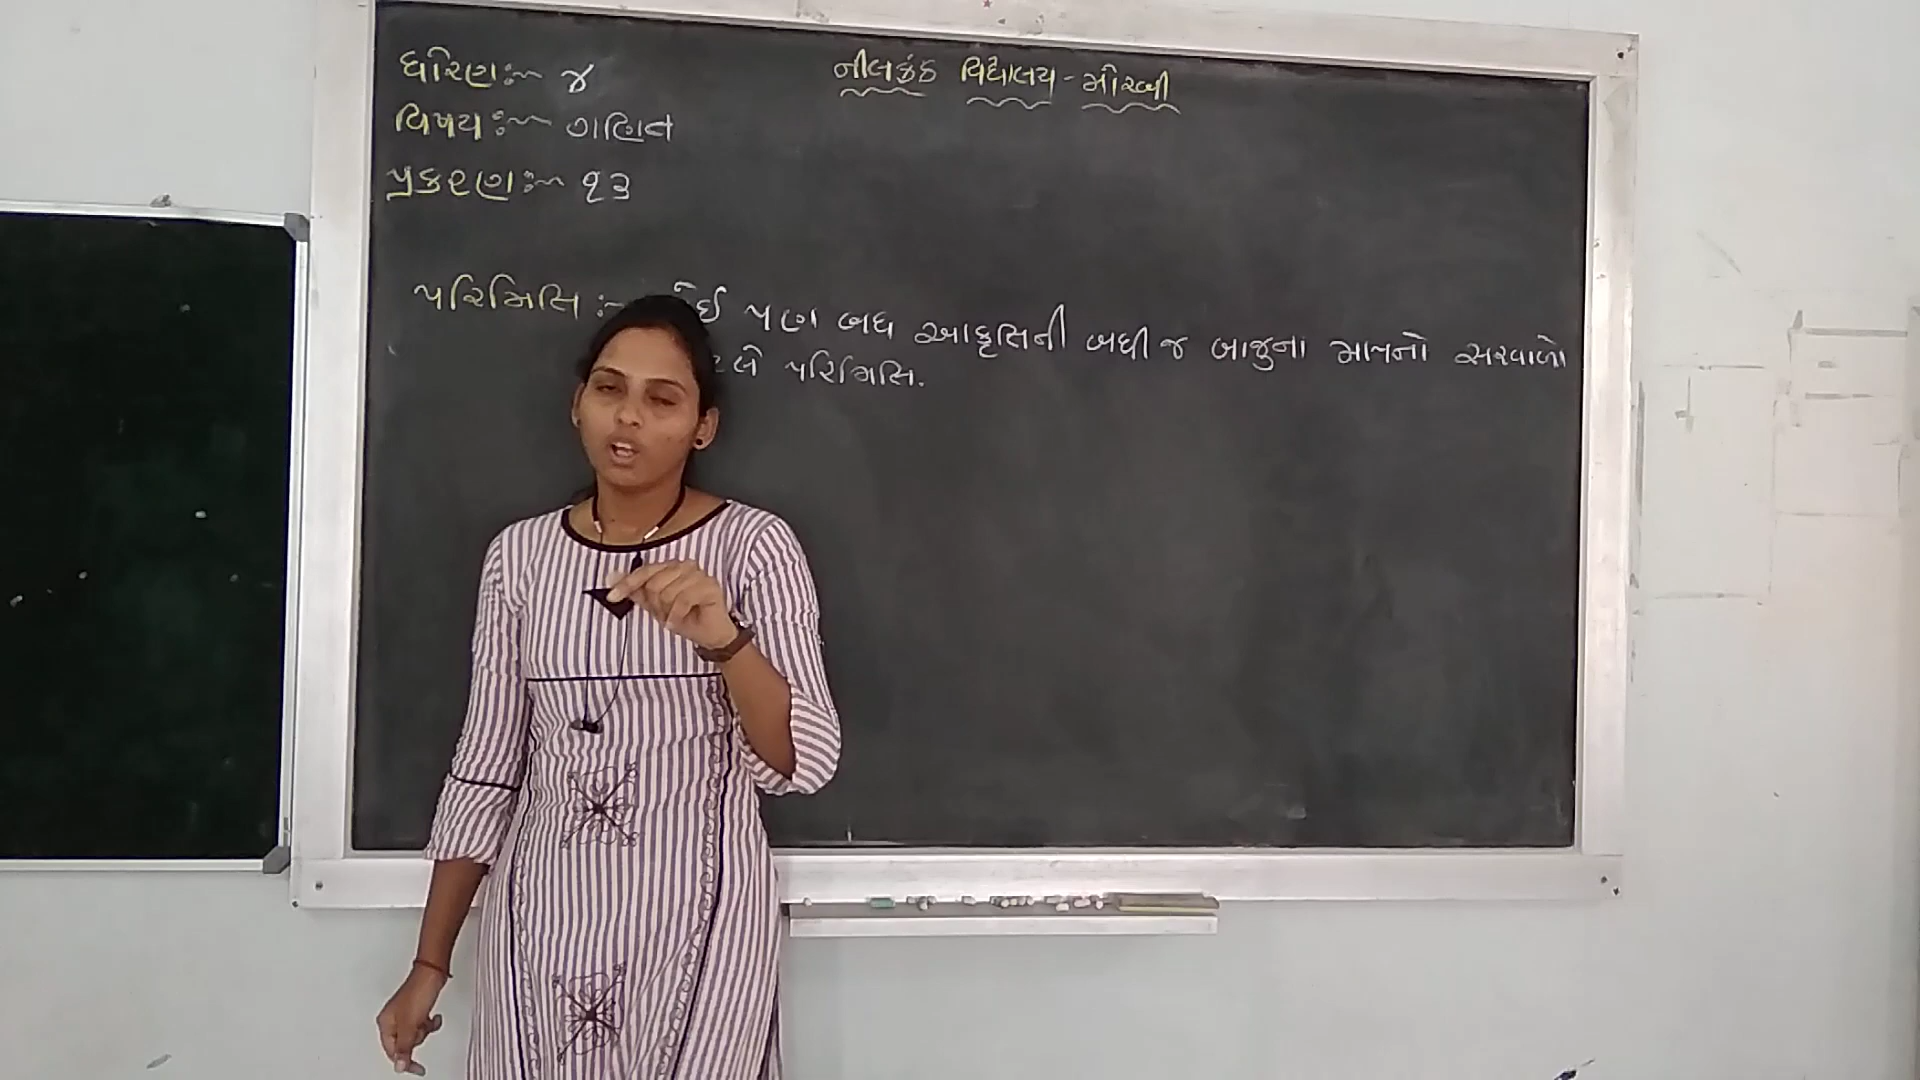 નીલકંઠ વિદ્યાલય - મોરબી
ધોરણ :- ૪
વિષય :- ગણિત
પ્રકરણ :- ૧૩
પરિમિતિ :- પણ બંધ આકૃતિની બધી જ બાજુના માપનો સરવાળો
પરિમિતિ.